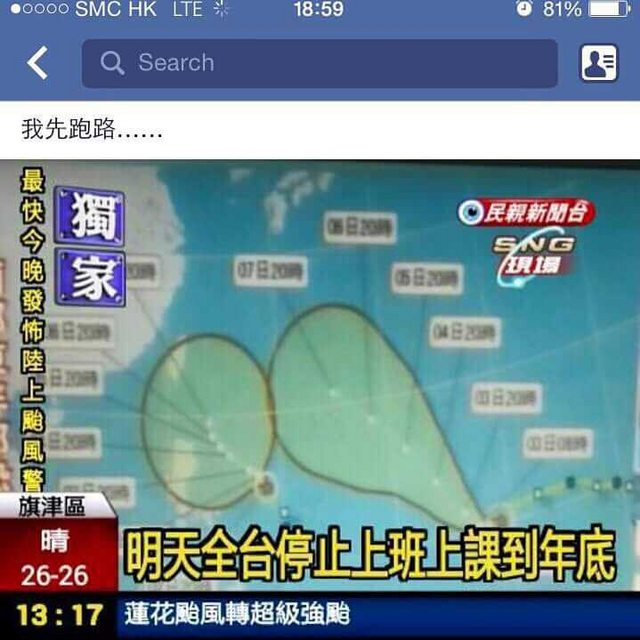 SMC HK LTE 18:59 81%
Search
我先跑路……
最快今晚發怖陸上颱風警
獨家
民親新聞台
SNG
現場
06日20時
07日20時
05日20時
04日20時
03日20時
03日08時
旗津區
晴
26-26
明天全台停止上班上課到年底
13:17 蓮花颱風轉超級強颱